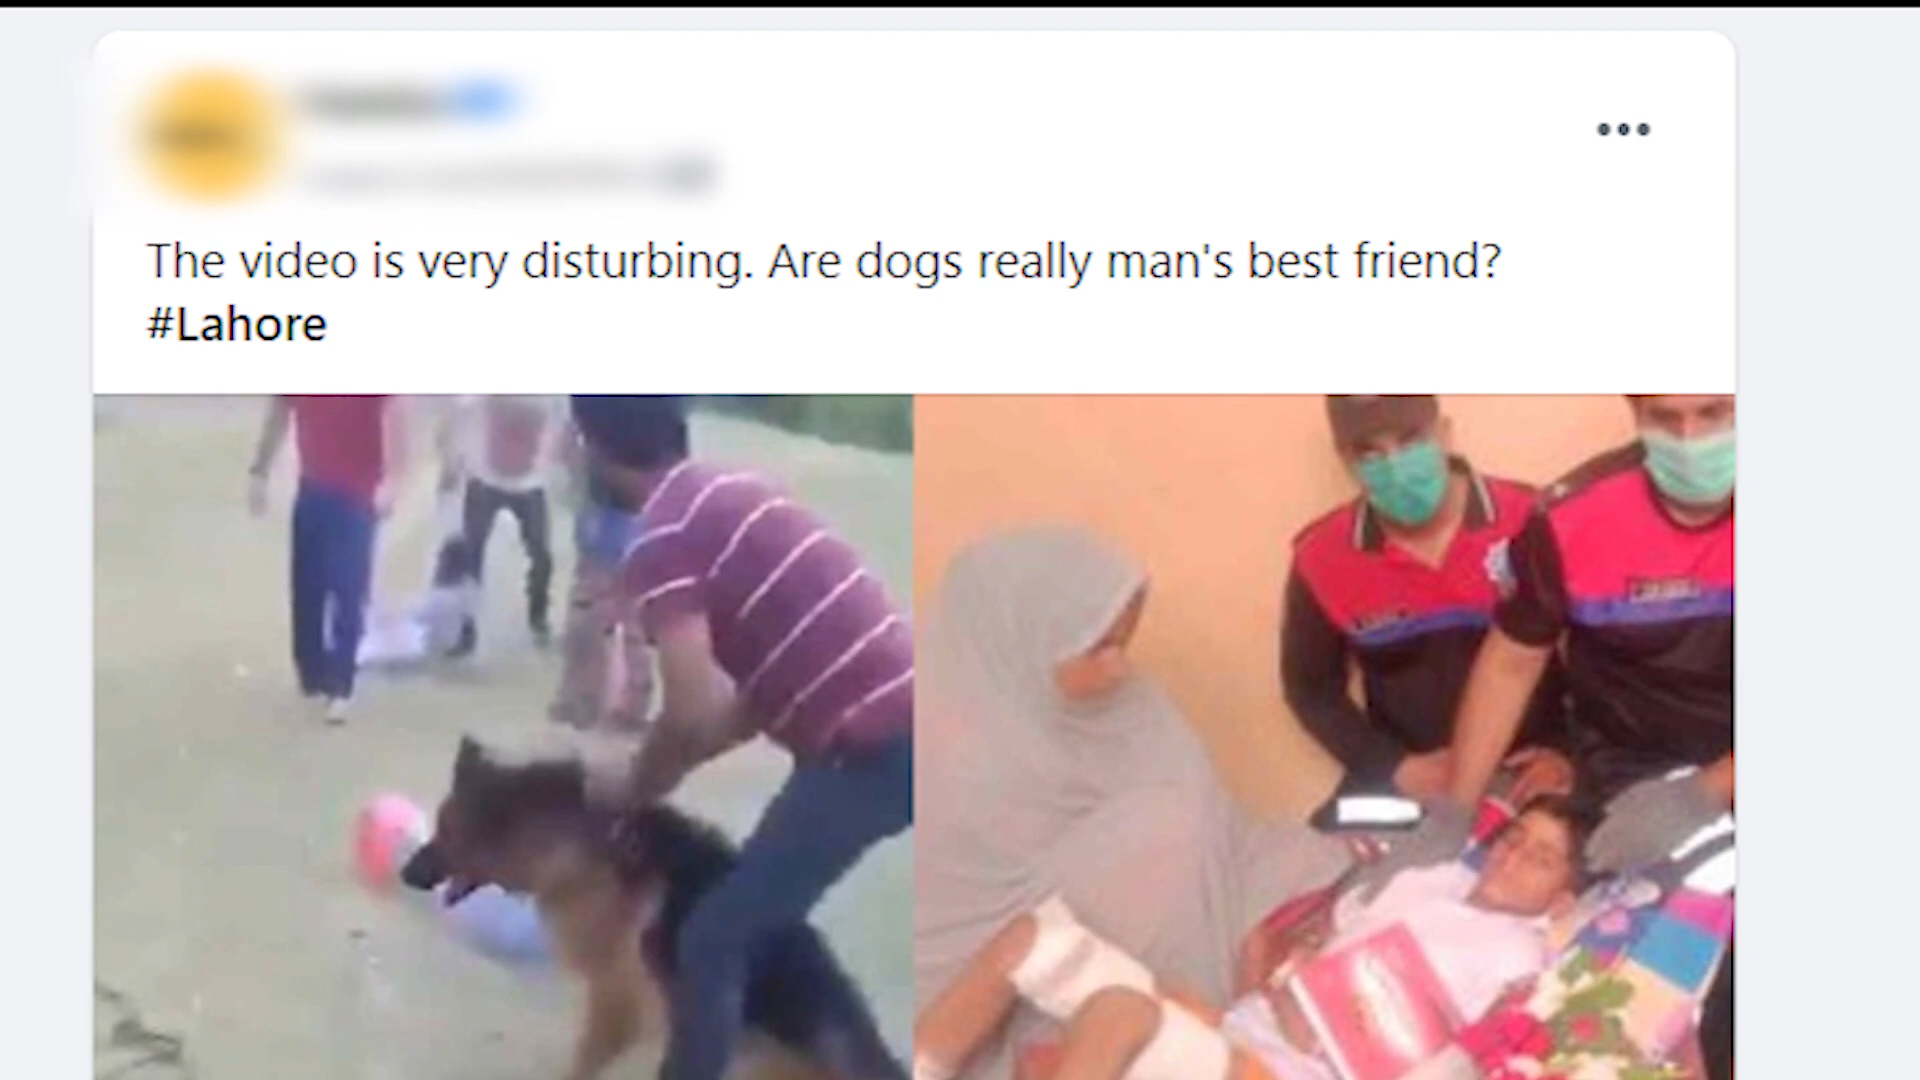 The video is very disturbing. Are dogs really man's best friend?
#Lahore